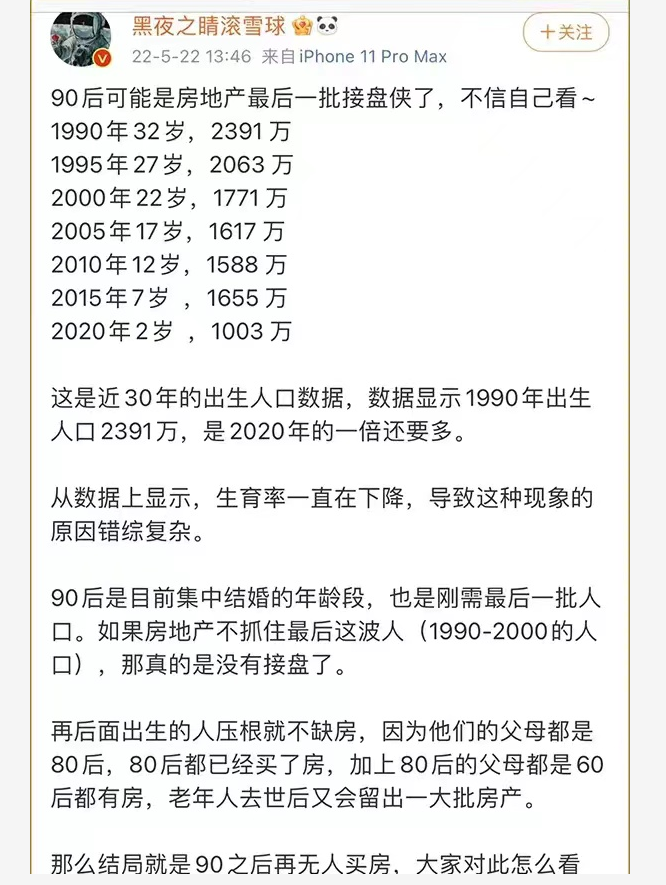 黑夜之睛滚雪球
+关注
22-5-22 13:46 来自iPhone 11 Pro Max
90后可能是房地产最后一批接盘侠了，不信自己看~
1990年32岁，2391万
1995年27岁，2063万
2000年22岁，1771万
2005年17岁，1617万
2010年12岁，1588万
2015年7岁 ，1655万
2020年2岁 ，1003万
这是近30年的出生人口数据，数据显示1990年出生
人口2391万，是2020年的一倍还要多。
从数据上显示，生育率一直在下降，导致这种现象的
原因错综复杂。
90后是目前集中结婚的年龄段，也是刚需最后一批人
口。如果房地产不抓住最后这波人（1990-2000的人
口），那真的是没有接盘了。
再后面出生的人压根就不缺房，因为他们的父母都是
80后，80后都已经买了房，加上80后的父母都是60
后都有房，老年人去世后又会留出一大批房产。
那么结局就是90之后再无人买房，大家对此怎么看